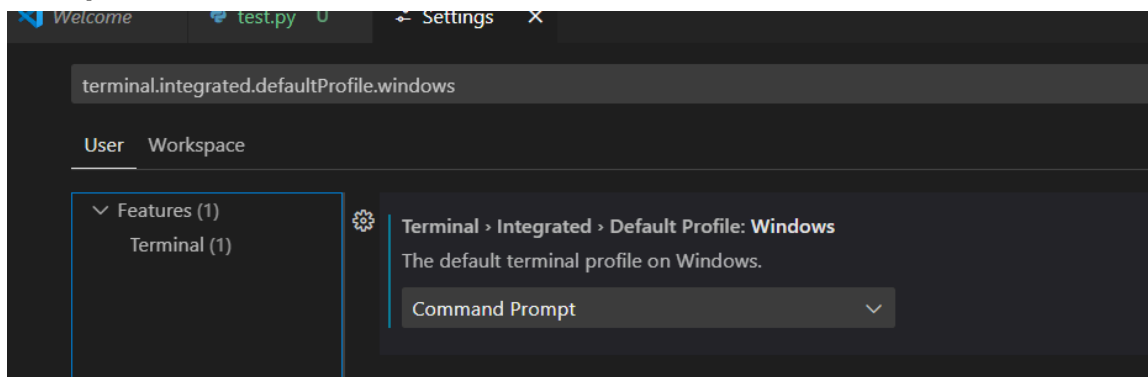 Welcome test.py U Settings
terminal.integrated.defaultProfile.windows
User Workspace
Features (1)
Terminal (1)
Terminal › Integrated › Default Profile: Windows
The default terminal profile on Windows.
Command Prompt